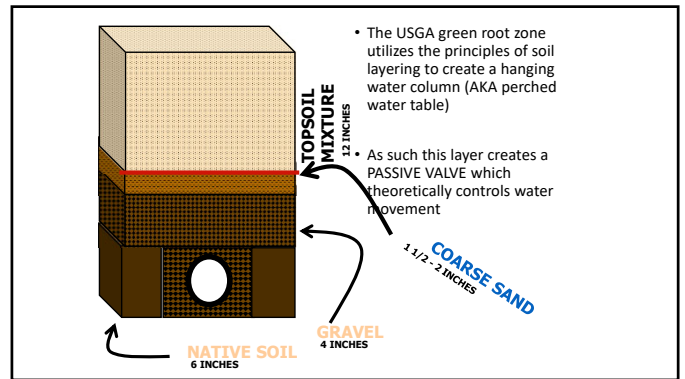 • The USGA green root zone
utilizes the principles of soil
layering to create a hanging
water column (AKA perched
water table)
• As such this layer creates a
PASSIVE VALVE which
theoretically controls water
movement
TOPSOIL
MIXTURE
12 INCHES
COARSE SAND
1 1/2 - 2 INCHES
GRAVEL
4 INCHES
NATIVE SOIL
6 INCHES